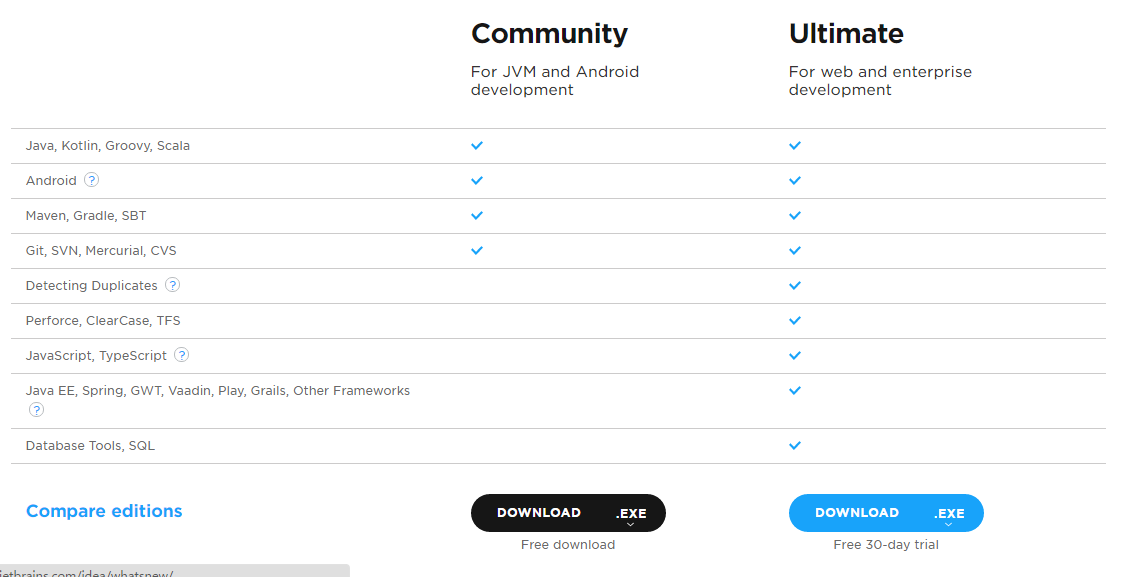 Community
Ultimate
For JVM and Android
development
For web and enterprise
development
Java, Kotlin, Groovy, Scala
Android ?
Maven, Gradle, SBT
Git, SVN, Mercurial, CVS
Detecting Duplicates ?
Perforce, ClearCase, TFS
JavaScript, TypeScript ?
Java EE, Spring, GWT, Vaadin, Play, Grails, Other Frameworks
?
Database Tools, SQL
Compare editions
DOWNLOAD .EXE
DOWNLOAD .EXE
Free download
Free 30-day trial
jetbrains.com/idea/whatsnew/